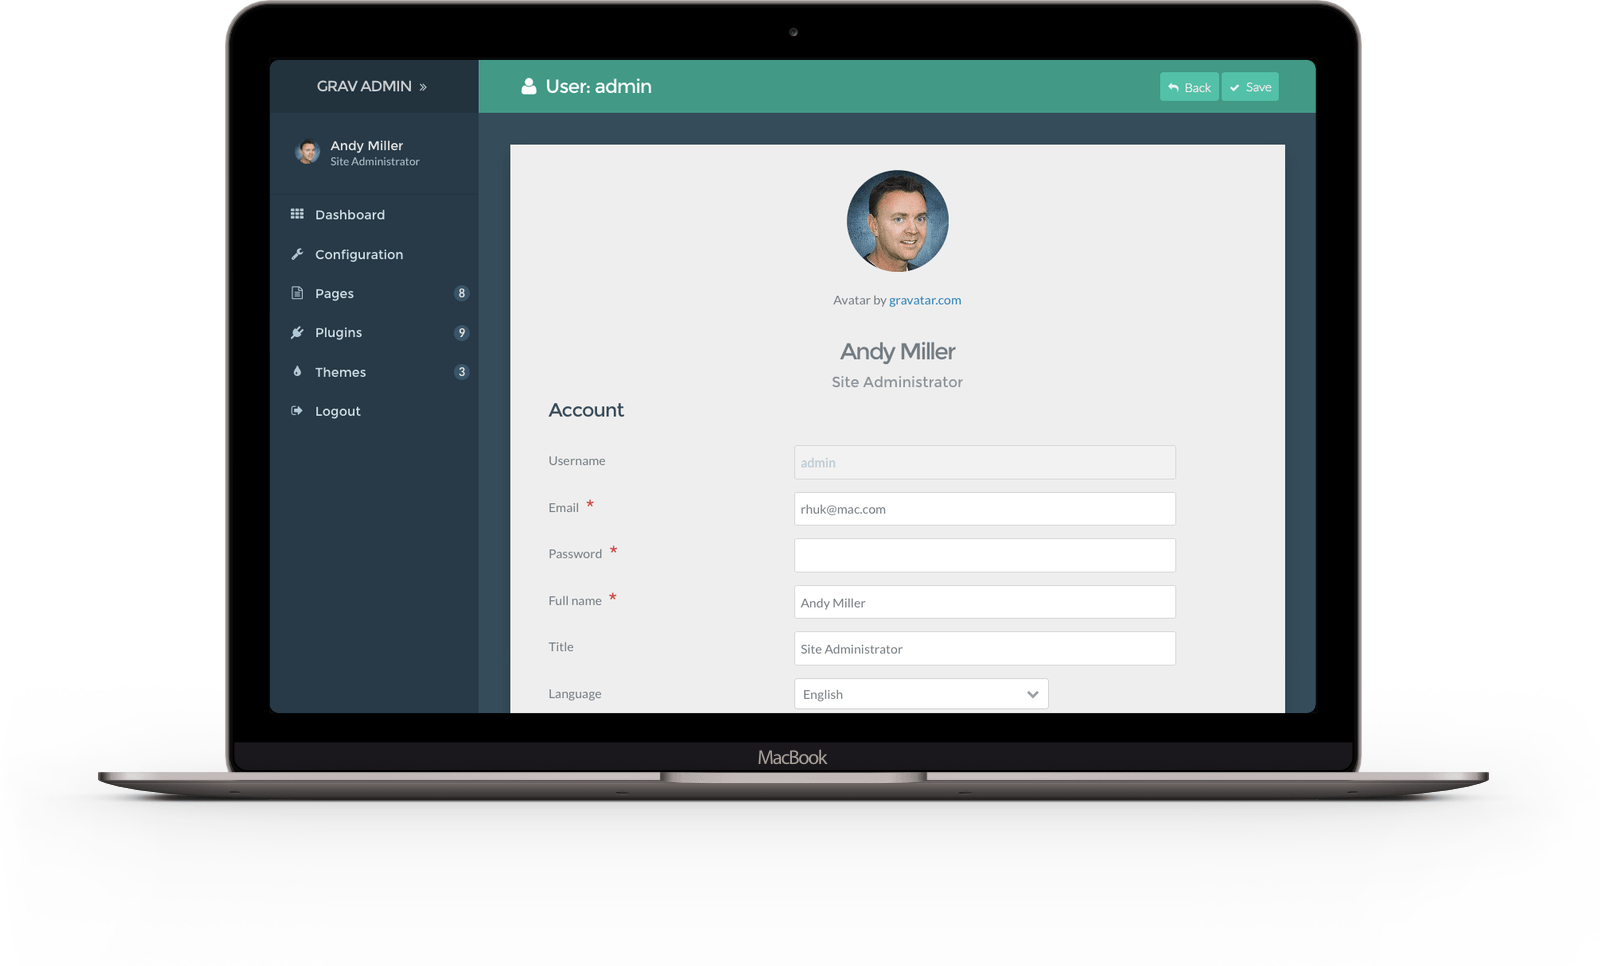 GRAV ADMIN »
User: admin
Back
Save
Andy Miller
Site Administrator
Dashboard
Configuration
Pages 8
Plugins 9
Themes 3
Logout
Avatar by gravatar.com
Andy Miller
Site Administrator
Account
Username admin
Email * rhuk@mac.com
Password *
Full name * Andy Miller
Title Site Administrator
Language English
MacBook